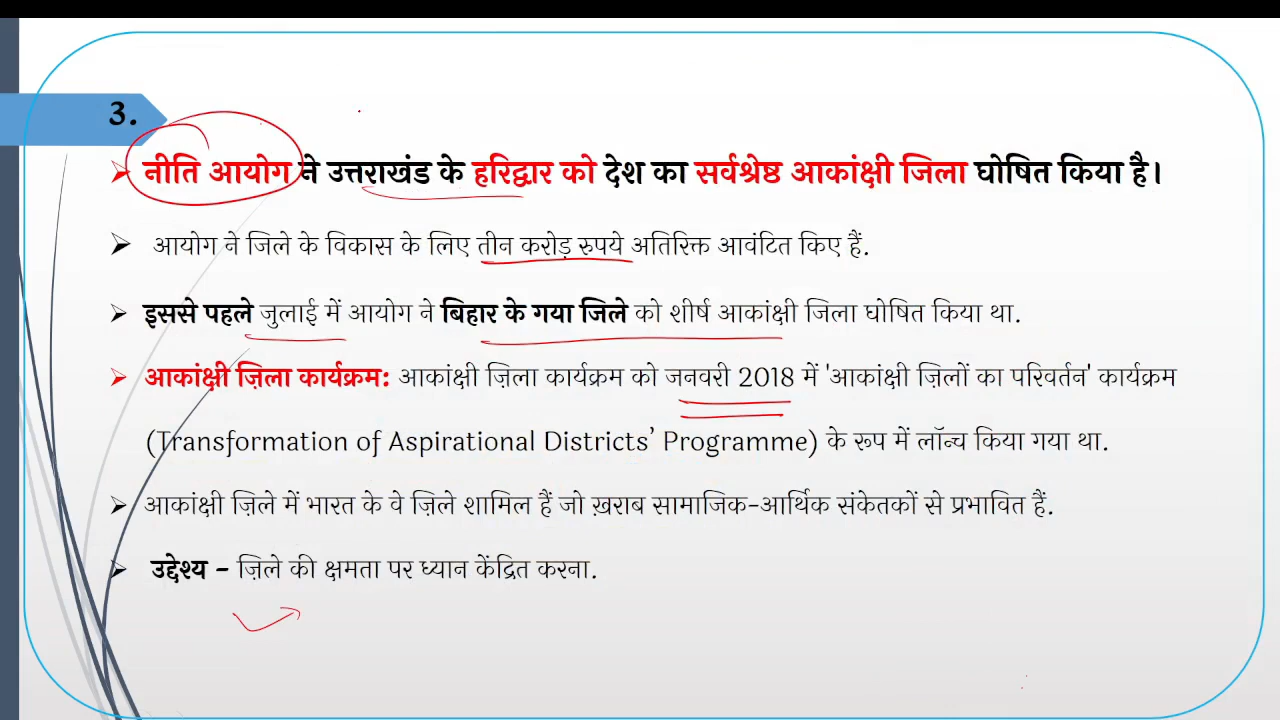 3.
नीति आयोग ने उत्तराखंड के हरिद्वार को देश का सर्वश्रेष्ठ आकांक्षी जिला घोषित किया है।
आयोग ने जिले के विकास के लिए तीन करोड़ रुपये अतिरिक्त आवंटित किए हैं.
इससे पहले जुलाई में आयोग ने बिहार के गया जिले को शीर्ष आकांक्षी जिला घोषित किया था.
आकांक्षी ज़िला कार्यक्रम: आकांक्षी ज़िला कार्यक्रम को जनवरी 2018 में 'आकांक्षी ज़िलों का परिवर्तन' कार्यक्रम
(Transformation of Aspirational Districts’ Programme) के रूप में लॉन्च किया गया था.
आकांक्षी ज़िले में भारत के वे ज़िले शामिल हैं जो ख़राब सामाजिक-आर्थिक संकेतकों से प्रभावित हैं.
उद्देश्य – ज़िले की क्षमता पर ध्यान केंद्रित करना.